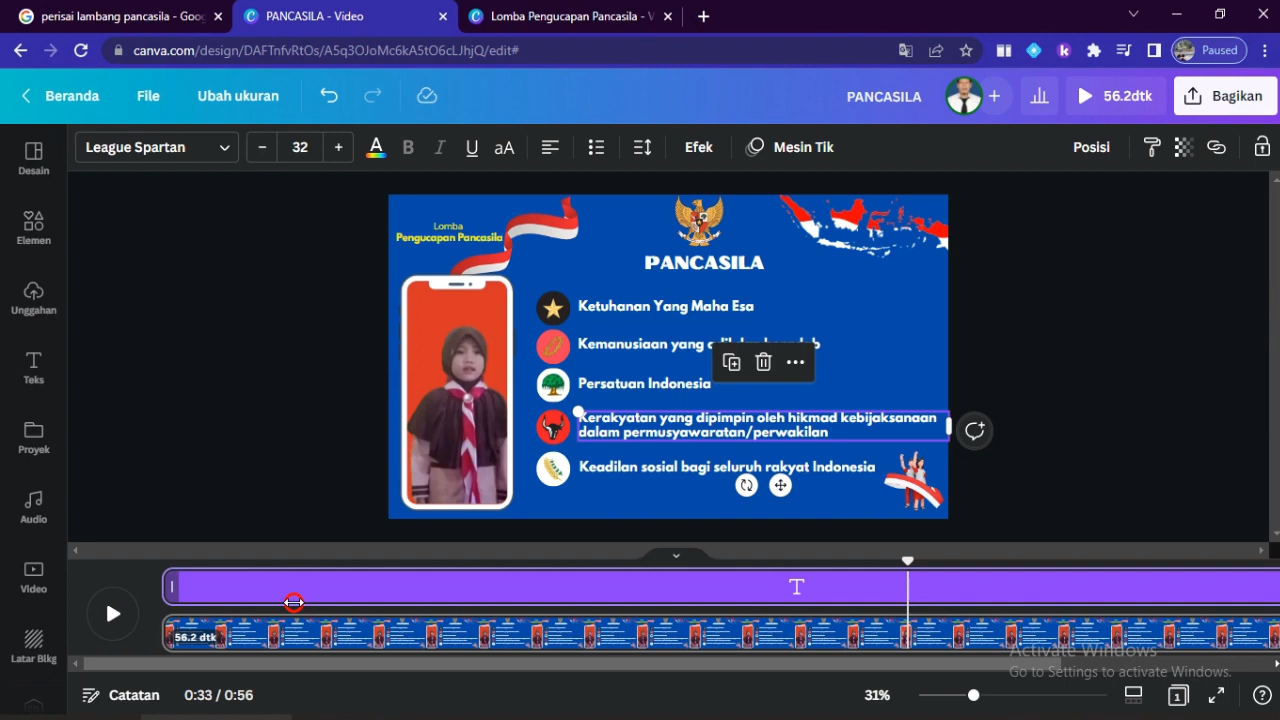 perisai lambang pancasila - Goog
PANCASILA - Video
Lomba Pengucapan Pancasila - V
canva.com/design/DAFTnfvRtOs/A5q3OJoMc6kA5tO6cLJhjQ/edit#
Paused
Beranda
File
Ubah ukuran
PANCASILA
56.2dtk
Bagikan
League Spartan
32
A
B
I
U
aA
Efek
Mesin Tik
Posisi
Desain
Elemen
Unggahan
Teks
Proyek
Audio
Video
Latar Blkg
Lomba
Pengucapan Pancasila
PANCASILA
Ketuhanan Yang Maha Esa
Kemanusiaan yang
Persatuan Indonesia
Kerakyatan yang dipimpin oleh hikmad kebijaksanaan
dalam permusyawaratan/perwakilan
Keadilan sosial bagi seluruh rakyat Indonesia
T
56.2 dtk
Activate Windows
Go to Settings to activate Windows.
Catatan
0:33 / 0:56
31%
1